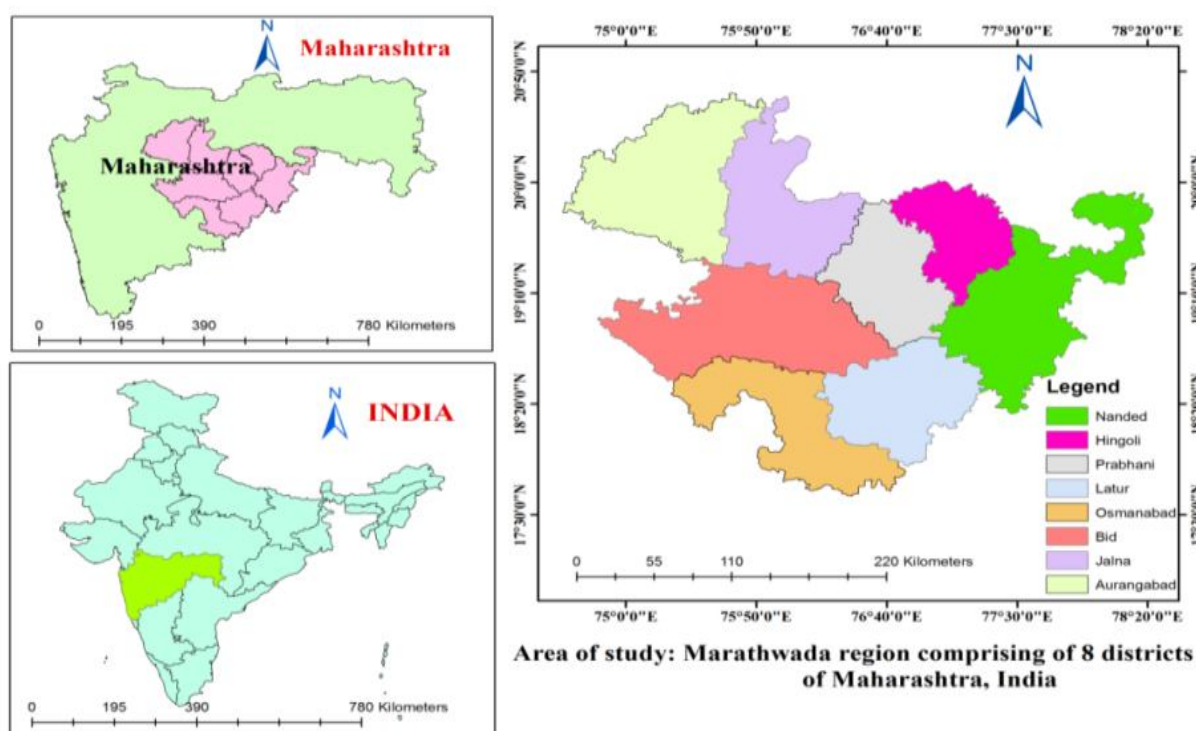 N
Maharashtra
Maharashtra
0 195 390 780 Kilometers
N
INDIA
0 195 390 780 Kilometers
75°0'0"E 75°50'0"E 76°40'0"E 77°30'0"E 78°20'0"E
N
20°50'0"N
20°0'0"N
19°10'0"N
18°20'0"N
17°30'0"N
Legend
Nanded
Hingoli
Prabhani
Latur
Osmanabad
Bid
Jalna
Aurangabad
0 55 110 220 Kilometers
75°0'0"E 75°50'0"E 76°40'0"E 77°30'0"E 78°20'0"E
Area of study: Marathwada region comprising of 8 districts
of Maharashtra, India